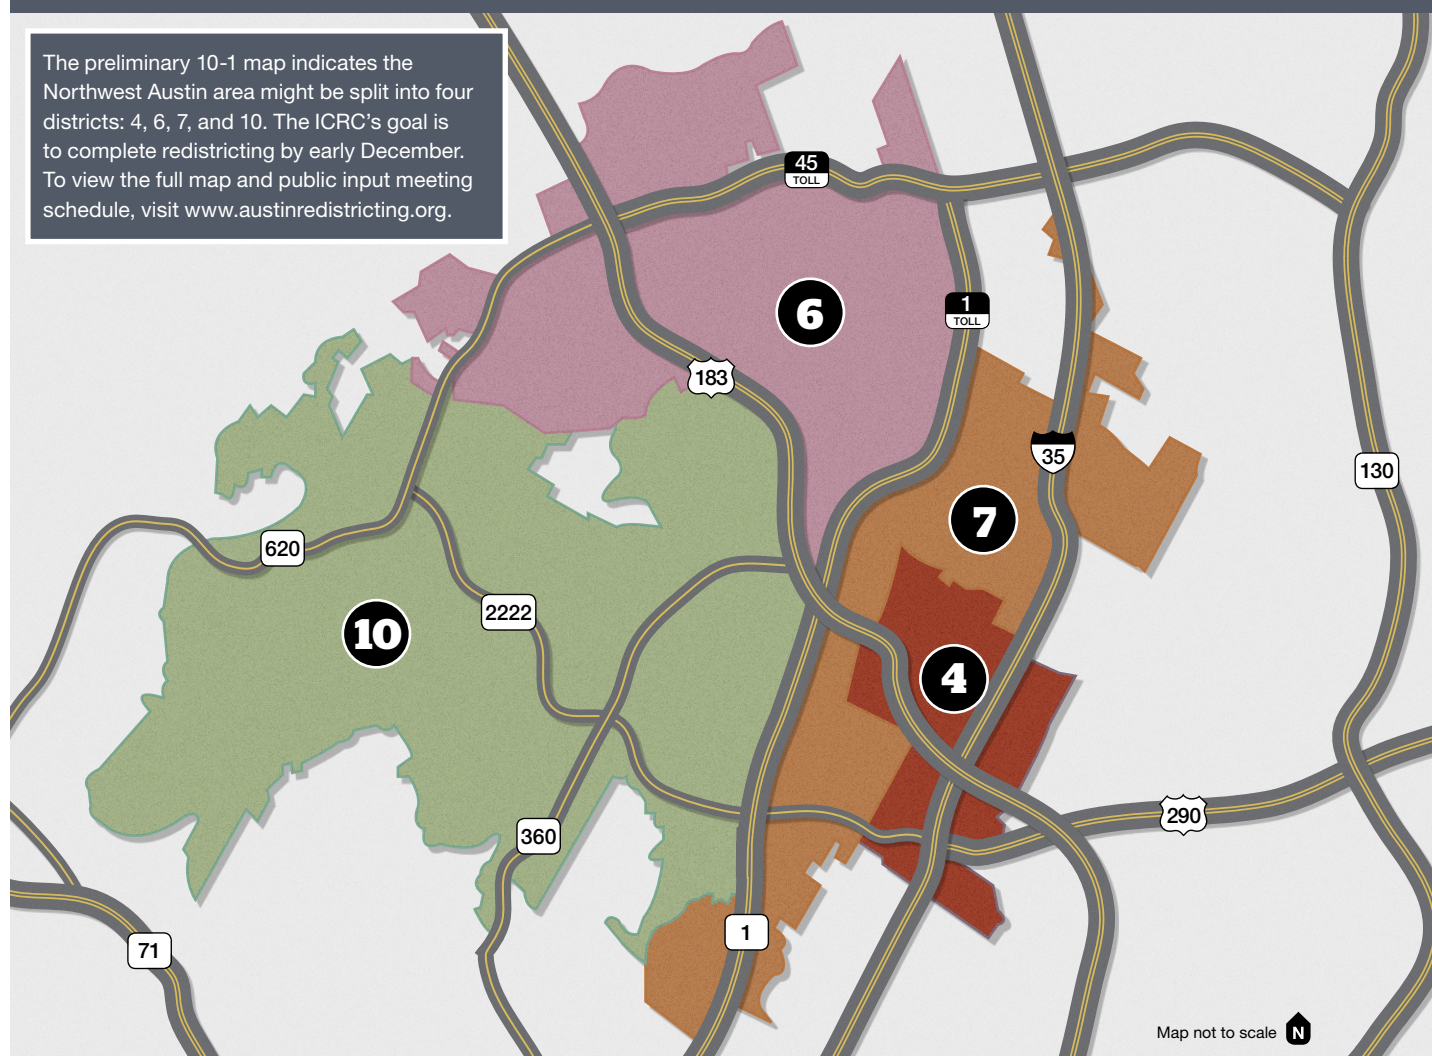 The preliminary 10-1 map indicates the
Northwest Austin area might be split into four
districts: 4, 6, 7, and 10. The ICRC’s goal is
to complete redistricting by early December.
To view the full map and public input meeting
schedule, visit www.austinredistricting.org.
45
TOLL
6
1
TOLL
183
35
130
7
620
2222
10
4
290
360
1
71
Map not to scale N